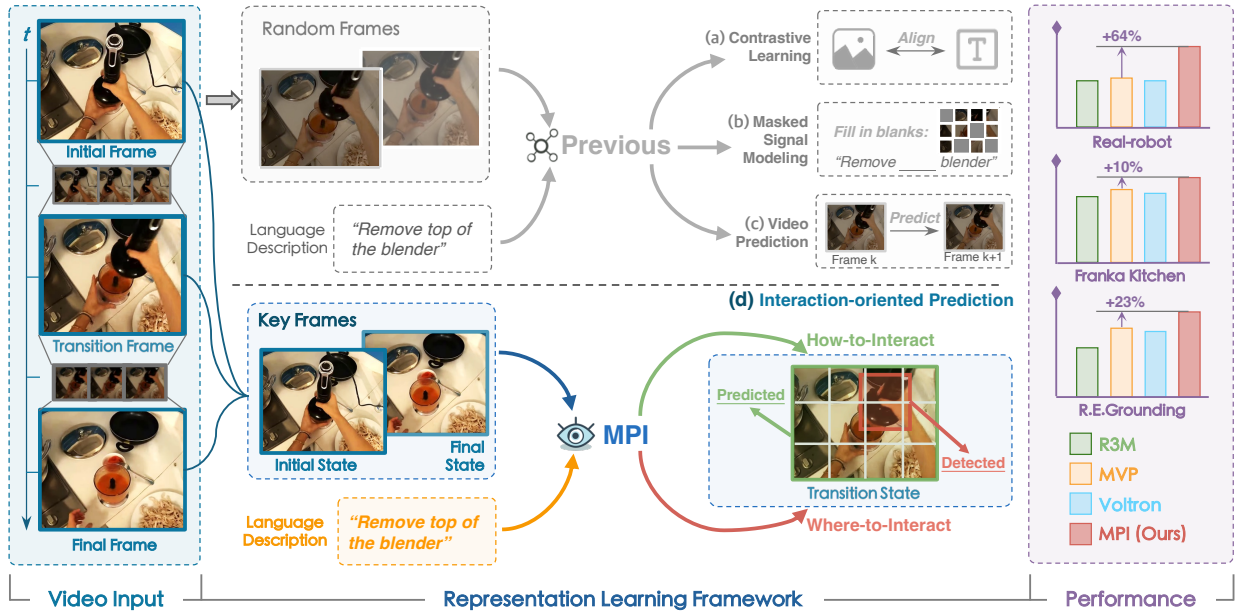 t
Initial Frame
Transition Frame
Final Frame
Random Frames
Language
Description
“Remove top of
the blender”
Previous
(a) Contrastive
Learning
Align
T
(b) Masked
Signal
Modeling
Fill in blanks:
“Remove _____ blender”
(c) Video
Prediction
Predict
Frame k
Frame k+1
(d) Interaction-oriented Prediction
Key Frames
Initial State
Final
State
Language
Description
“Remove top of
the blender”
MPI
How-to-Interact
Predicted
Detected
Transition State
Where-to-Interact
+64%
Real-robot
+10%
Franka Kitchen
+23%
R.E.Grounding
R3M
MVP
Voltron
MPI (Ours)
Video Input
Representation Learning Framework
Performance